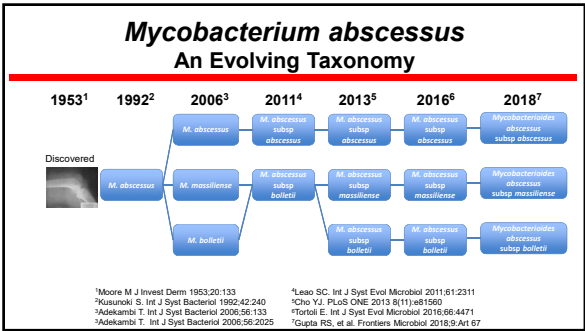 Mycobacterium abscessus
An Evolving Taxonomy
1953¹ 1992² 2006³ 2011⁴ 2013⁵ 2016⁶ 2018⁷
Discovered
M. abscessus
M. abscessus
M. massiliense
M. bolletii
M. abscessus
subsp
abscessus
M. abscessus
subsp
bolletii
M. abscessus
subsp
abscessus
M. abscessus
subsp
massiliense
M. abscessus
subsp
bolletii
M. abscessus
subsp
abscessus
M. abscessus
subsp
massiliense
M. abscessus
subsp
bolletii
Mycobacterioides
abscessus
subsp abscessus
Mycobacterioides
abscessus
subsp massiliense
Mycobacterioides
abscessus
subsp bolletii
¹Moore M J Invest Derm 1953;20:133
²Kusunoki S. Int J Syst Bacteriol 1992;42:240
³Adekambi T. Int J Syst Bacteriol 2006;56:133
³Adekambi T. Int J Syst Bacteriol 2006;56:2025
⁴Leao SC. Int J Syst Evol Microbiol 2011;61:2311
⁵Cho YJ. PLoS ONE 2013 8(11):e81560
⁶Tortoli E. Int J Syst Evol Microbiol 2016;66:4471
⁷Gupta RS, et al. Frontiers Microbiol 2018;9:Art 67